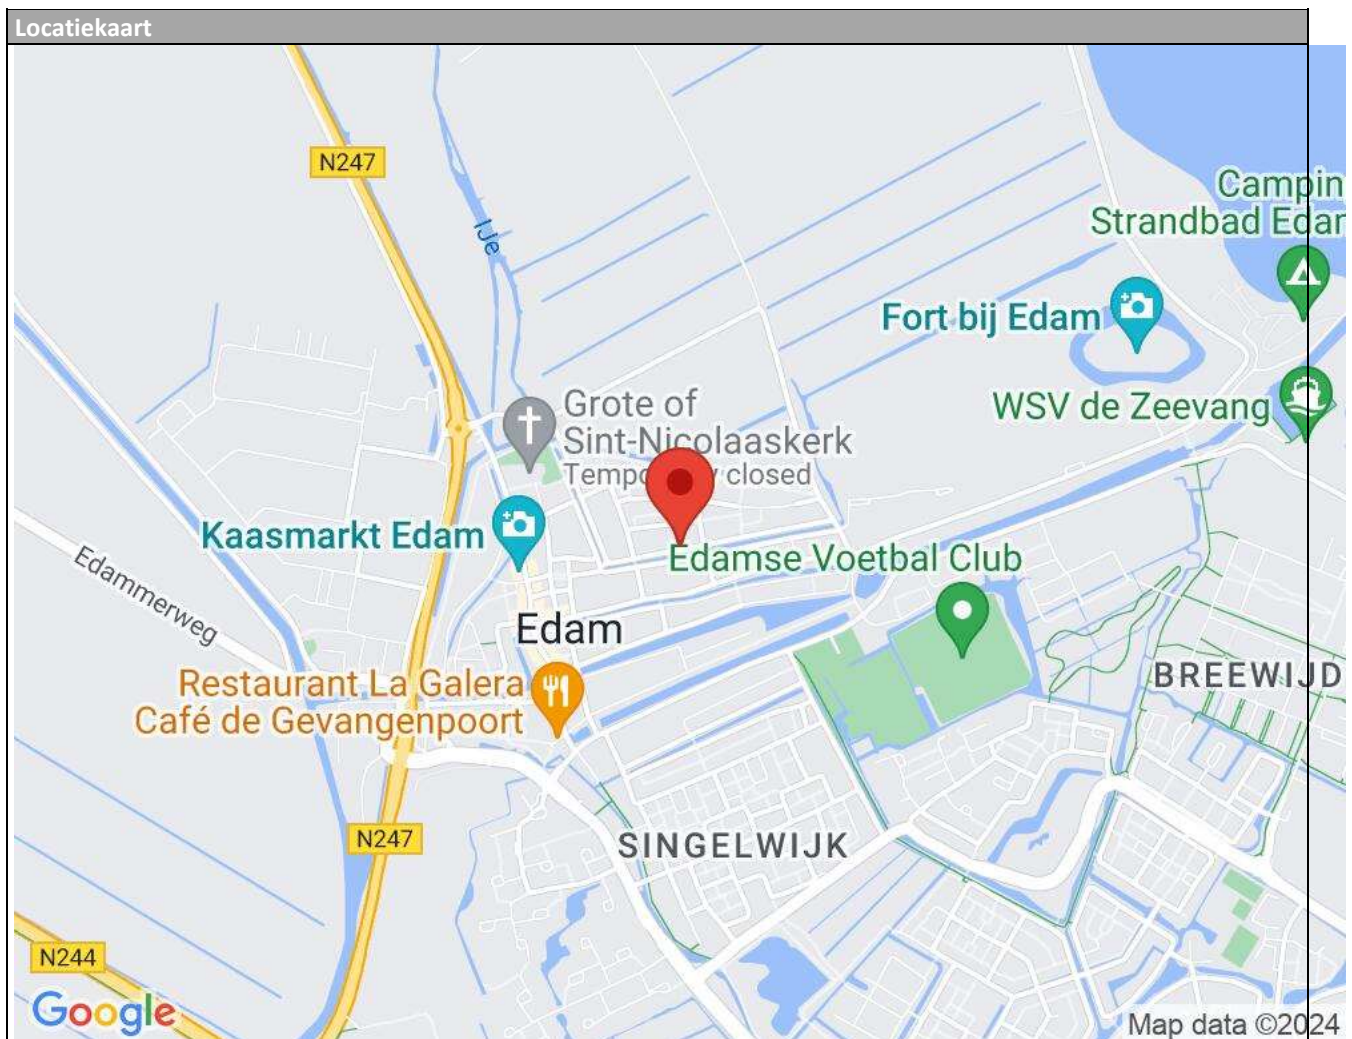 Locatiekaart
N247
IJe
Campin
Strandbad Edam
Fort bij Edam
WSV de Zeevang
Grote of
Sint-Nicolaaskerk
closed
Kaasmarkt Edam
Edamse Voetbal Club
Edammerweg
Edam
BREEWIJD
Restaurant La Galera
Café de Gevangenpoort
SINGELWIJK
N247
N244
Google
Map data ©2024